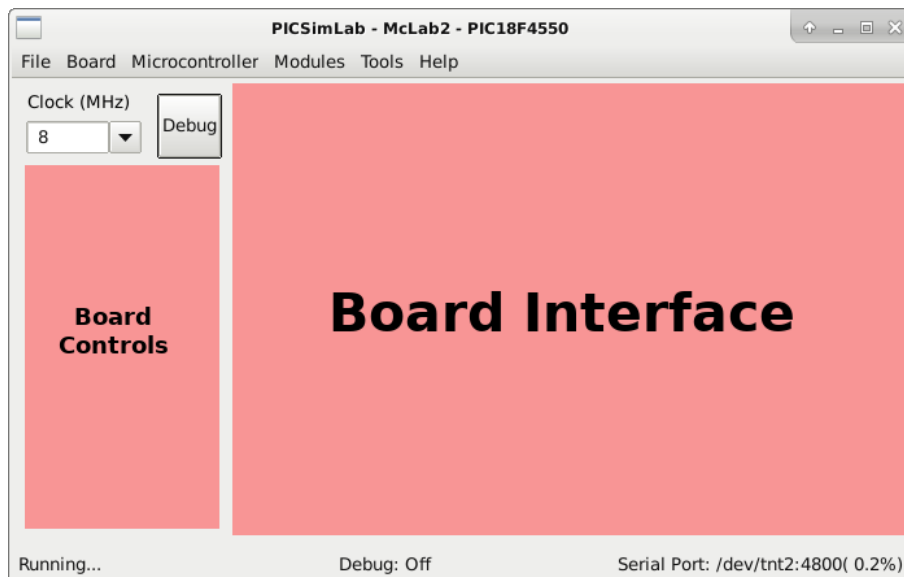 PICSimLab - McLab2 - PIC18F4550
File Board Microcontroller Modules Tools Help
Clock (MHz)
8
Debug
Board
Controls
Board Interface
Running...
Debug: Off
Serial Port: /dev/tnt2:4800( 0.2%)